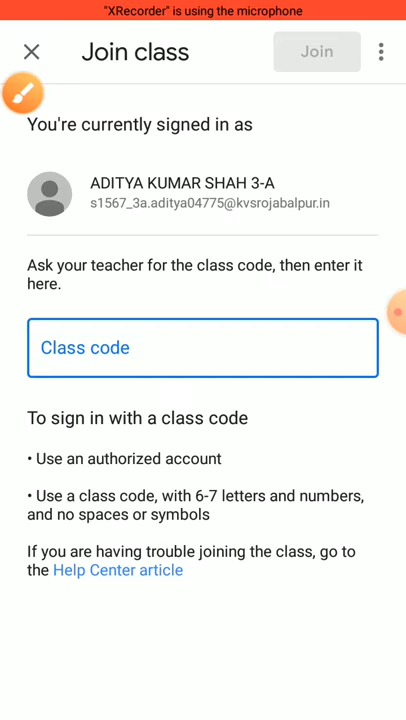 "XRecorder" is using the microphone
Join class
Join
You're currently signed in as
ADITYA KUMAR SHAH 3-A
s1567_3a.aditya04775@kvsrojabalpur.in
Ask your teacher for the class code, then enter it
here.
Class code
To sign in with a class code
• Use an authorized account
• Use a class code, with 6-7 letters and numbers,
and no spaces or symbols
If you are having trouble joining the class, go to
the Help Center article